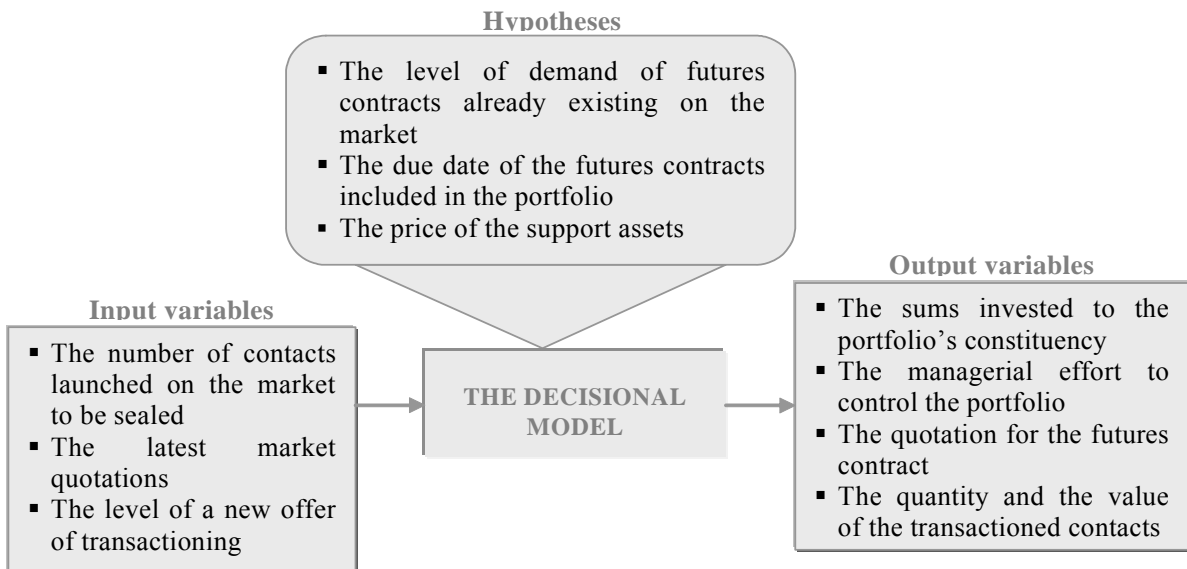 Hypotheses
▪ The level of demand of futures
contracts already existing on the
market
▪ The due date of the futures contracts
included in the portfolio
▪ The price of the support assets
Input variables
▪ The number of contacts
launched on the market
to be sealed
▪ The latest market
quotations
▪ The level of a new offer
of transactioning
THE DECISIONAL
MODEL
Output variables
▪ The sums invested to the
portfolio’s constituency
▪ The managerial effort to
control the portfolio
▪ The quotation for the futures
contract
▪ The quantity and the value
of the transactioned contacts